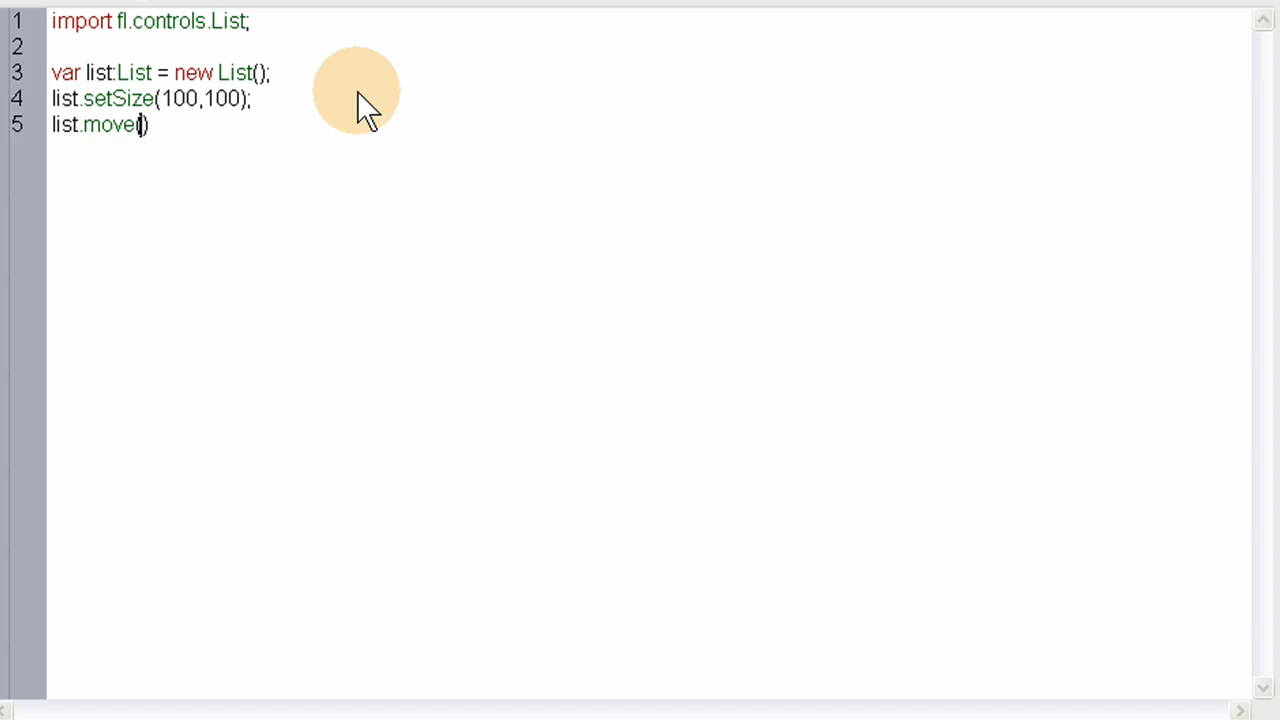 1 import fl.controls.List;
2
3 var list:List = new List();
4 list.setSize(100,100);
5 list.move()